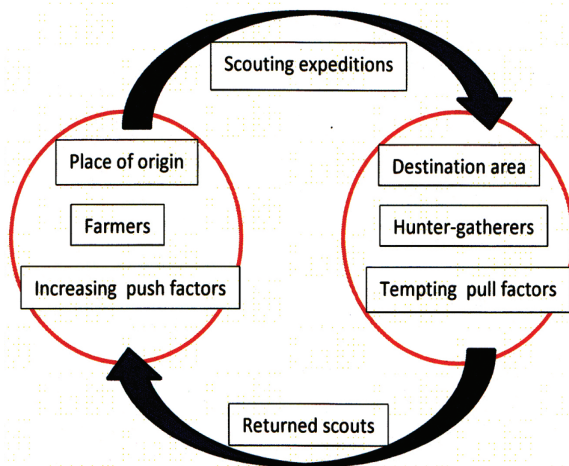 Scouting expeditions
Place of origin
Farmers
Increasing push factors
Destination area
Hunter-gatherers
Tempting pull factors
Returned scouts